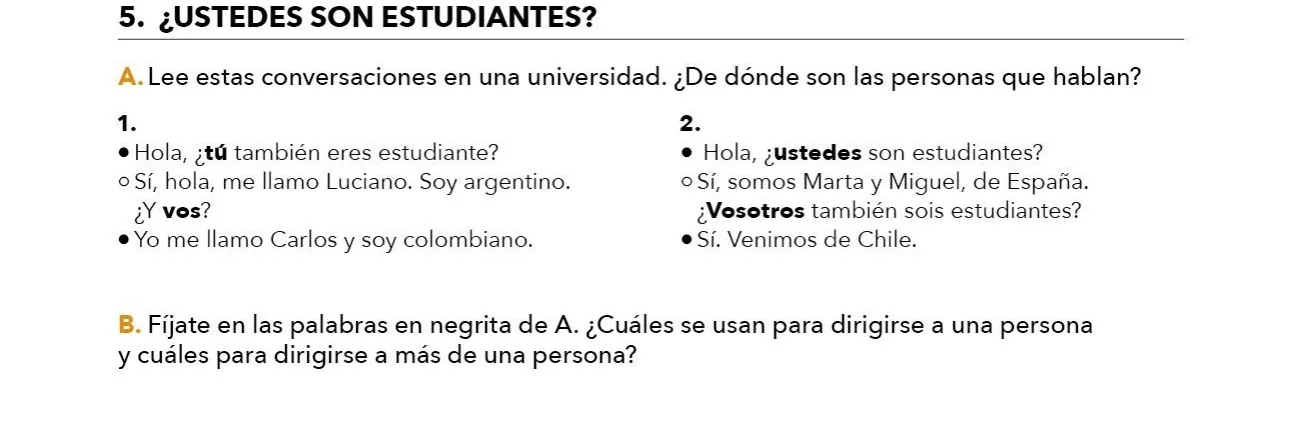 5. ¿USTEDES SON ESTUDIANTES?
A. Lee estas conversaciones en una universidad. ¿De dónde son las personas que hablan?
1.
● Hola, ¿tú también eres estudiante?
○ Sí, hola, me llamo Luciano. Soy argentino.
¿Y vos?
● Yo me llamo Carlos y soy colombiano.
2.
● Hola, ¿ustedes son estudiantes?
○ Sí, somos Marta y Miguel, de España.
¿Vosotros también sois estudiantes?
● Sí. Venimos de Chile.
B. Fíjate en las palabras en negrita de A. ¿Cuáles se usan para dirigirse a una persona
y cuáles para dirigirse a más de una persona?